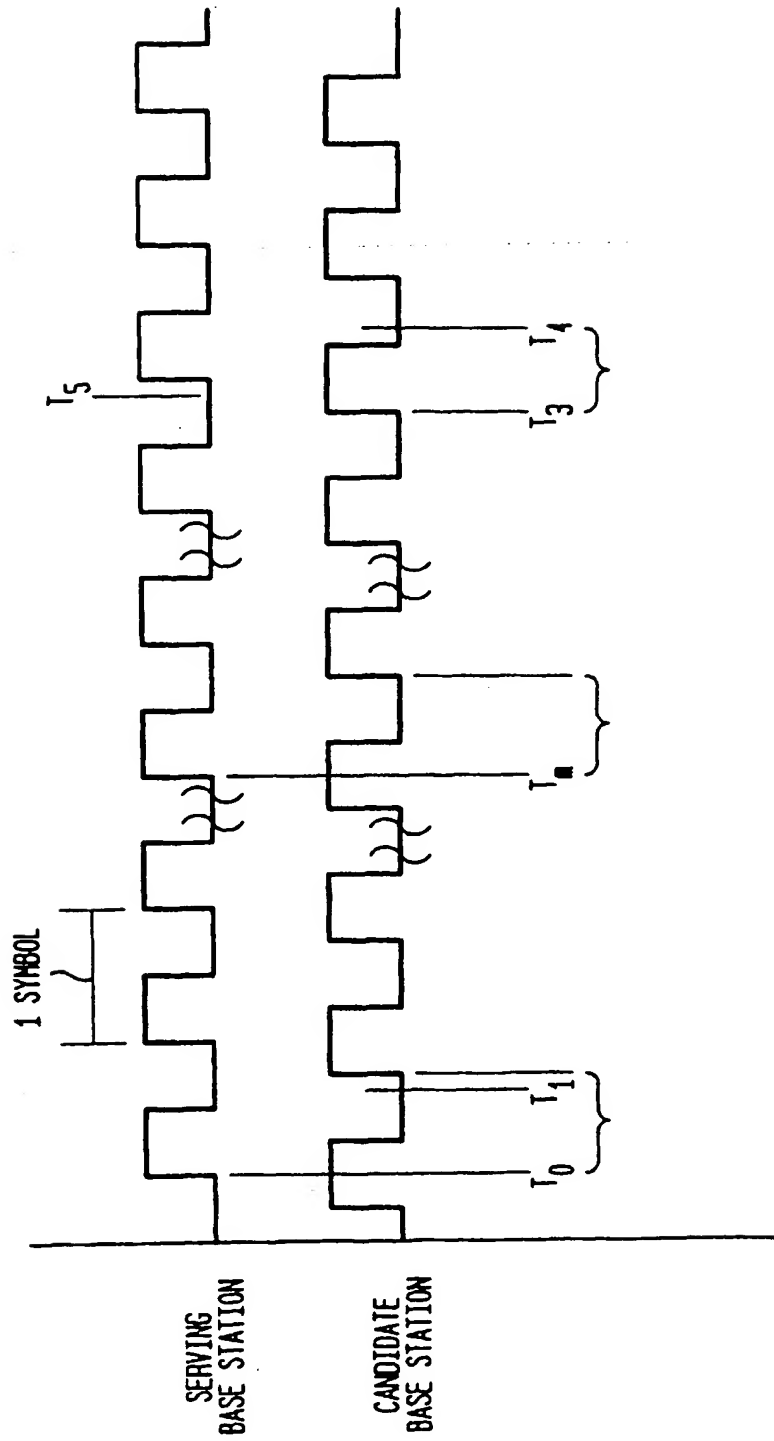 1 SYMBOL
T5
SERVING
BASE STATION
CANDIDATE
BASE STATION
T0
T1
Tm
T3
T4